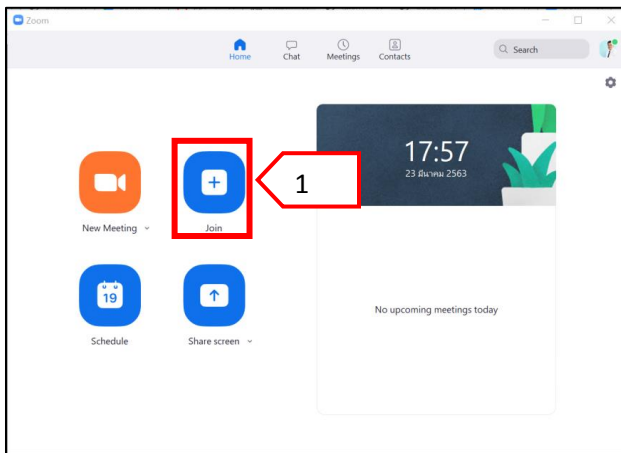 Zoom
Home
Chat
Meetings
Contacts
Search
17:57
23 มีนาคม 2563
1
New Meeting
Join
19
Schedule
Share screen
No upcoming meetings today